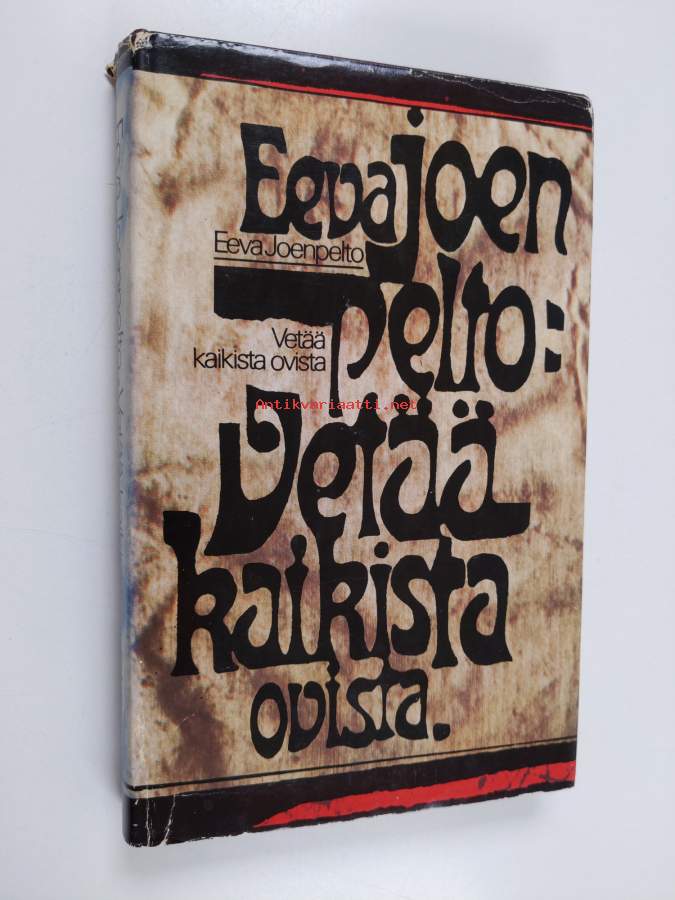 Eeva joen
Eeva Joenpelto
pelto:
Vetää
kaikista ovista
Antikvariaatti.net
Vetää
kaikista
ovista.